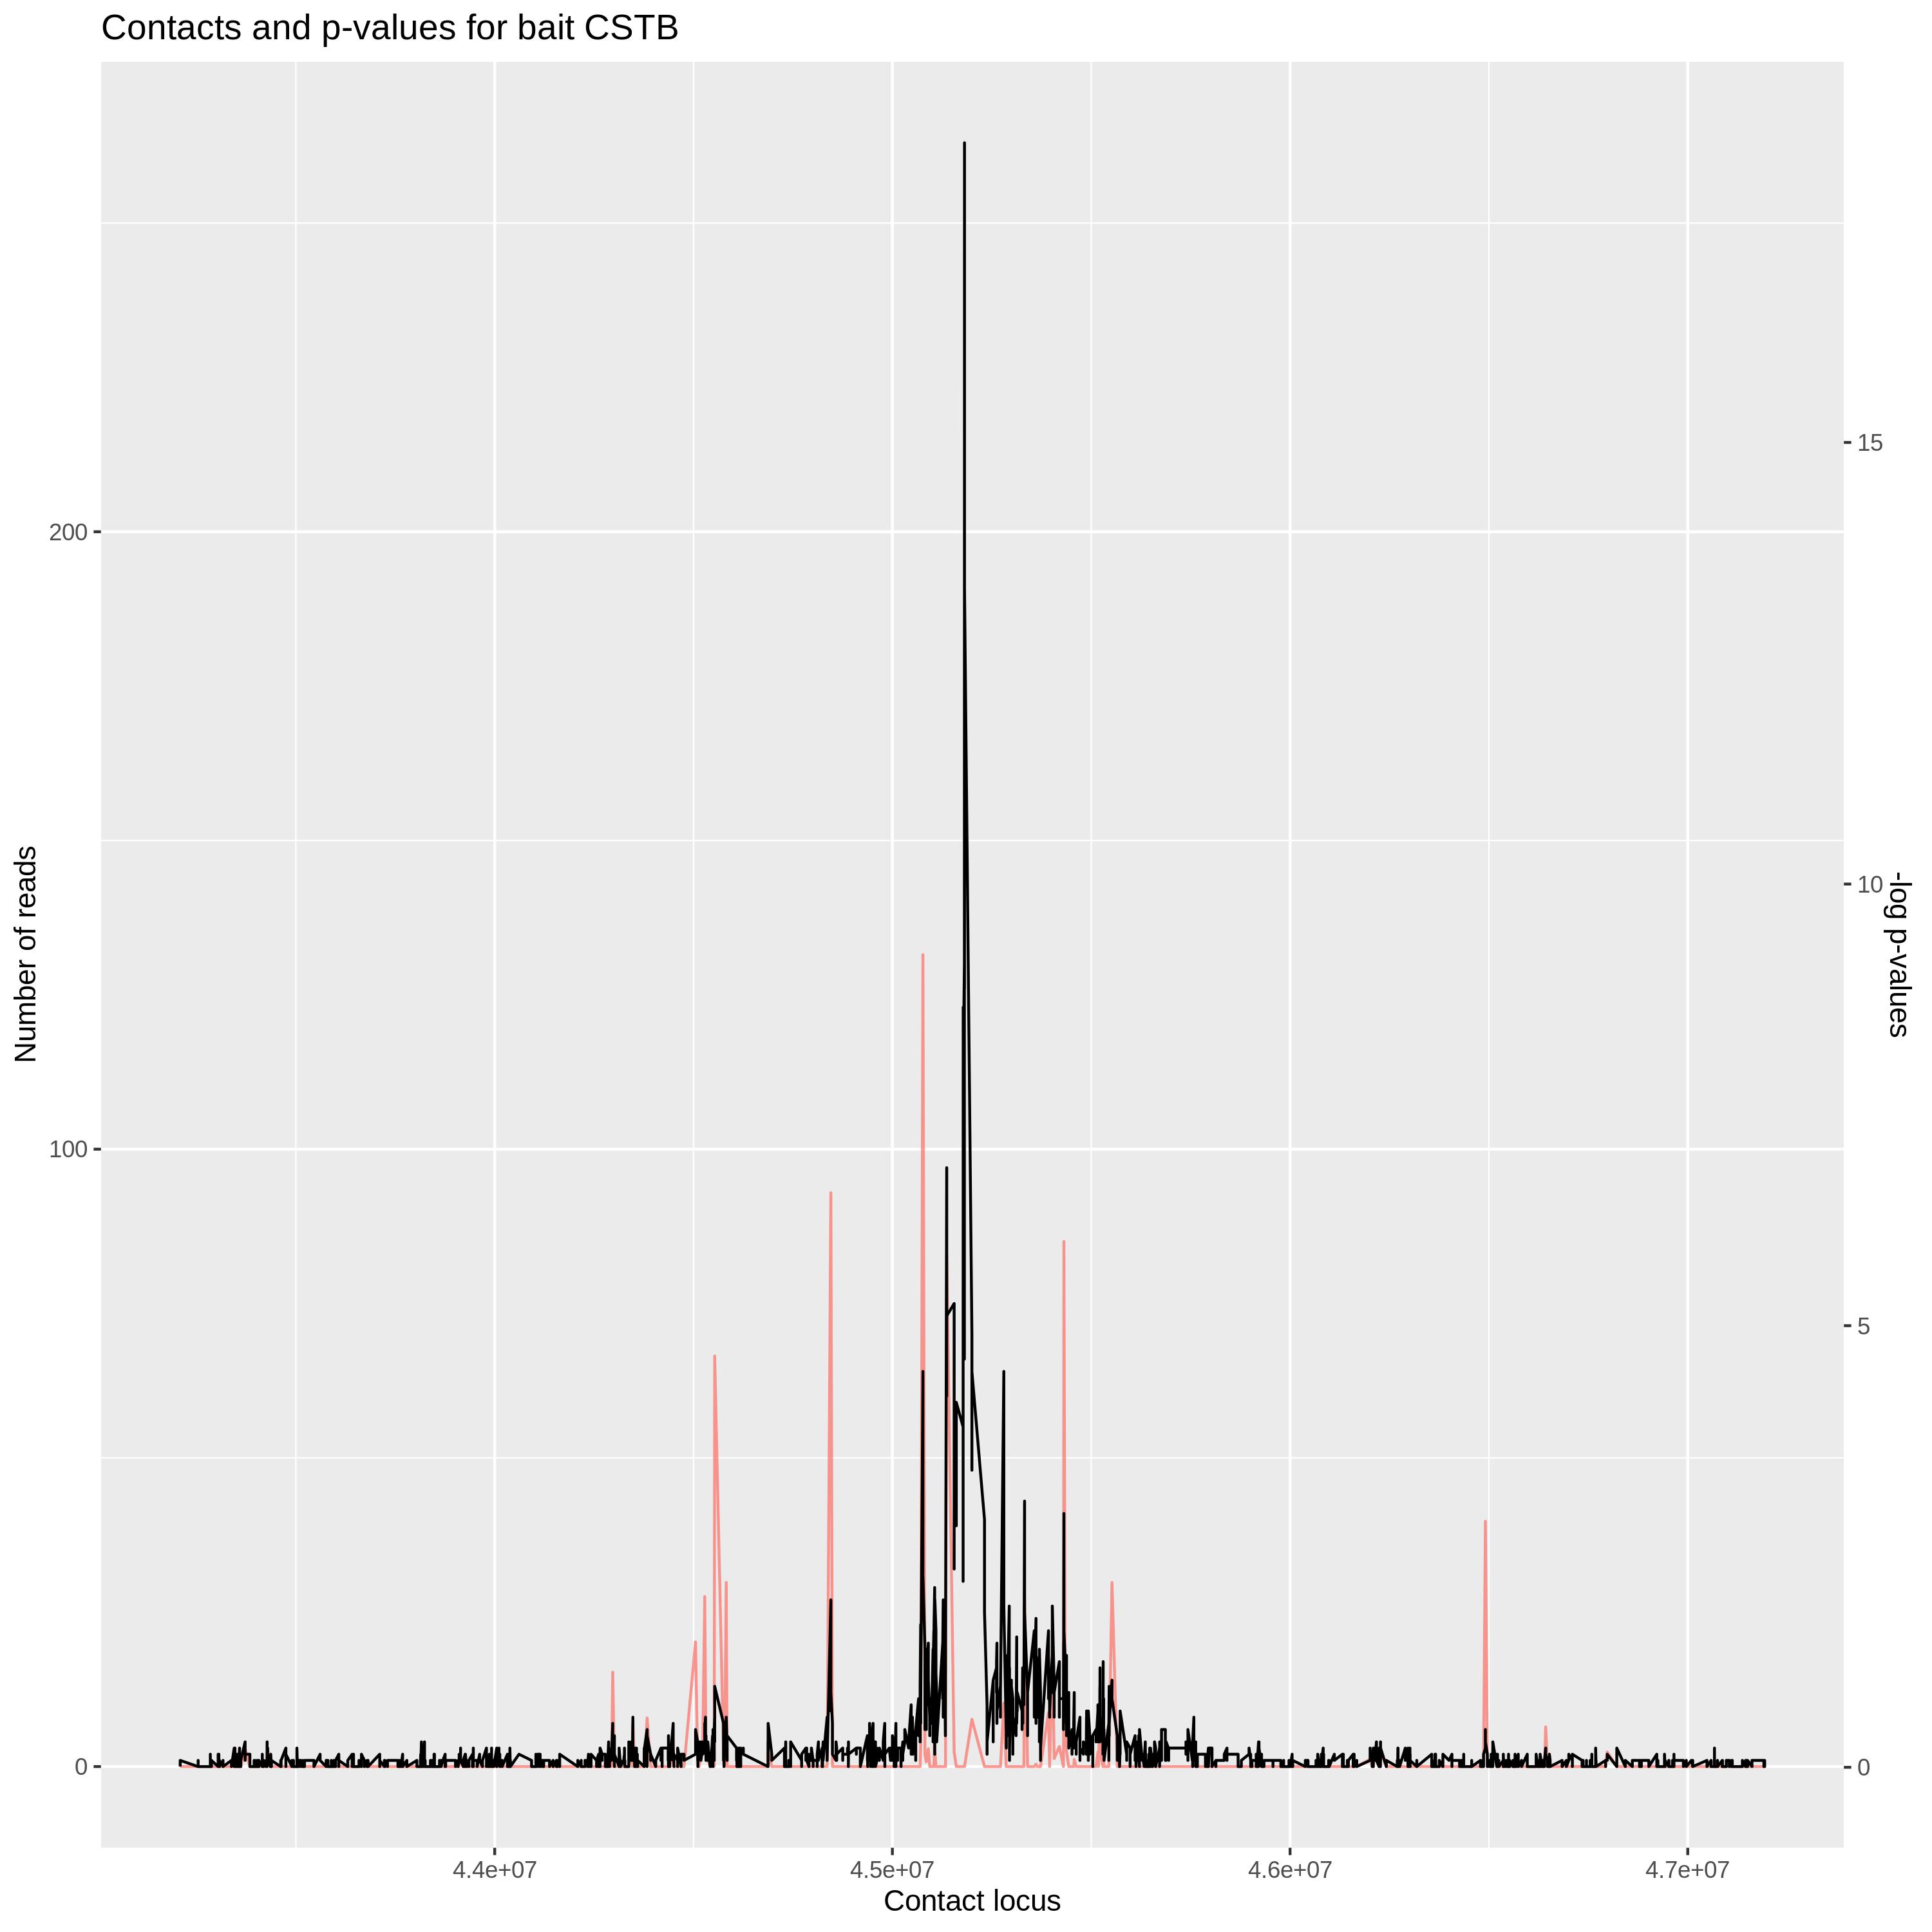 Contacts and p-values for bait CSTB
Number of reads
200
100
0
15
10
5
0
-log p-values
4.4e+07
4.5e+07
4.6e+07
4.7e+07
Contact locus